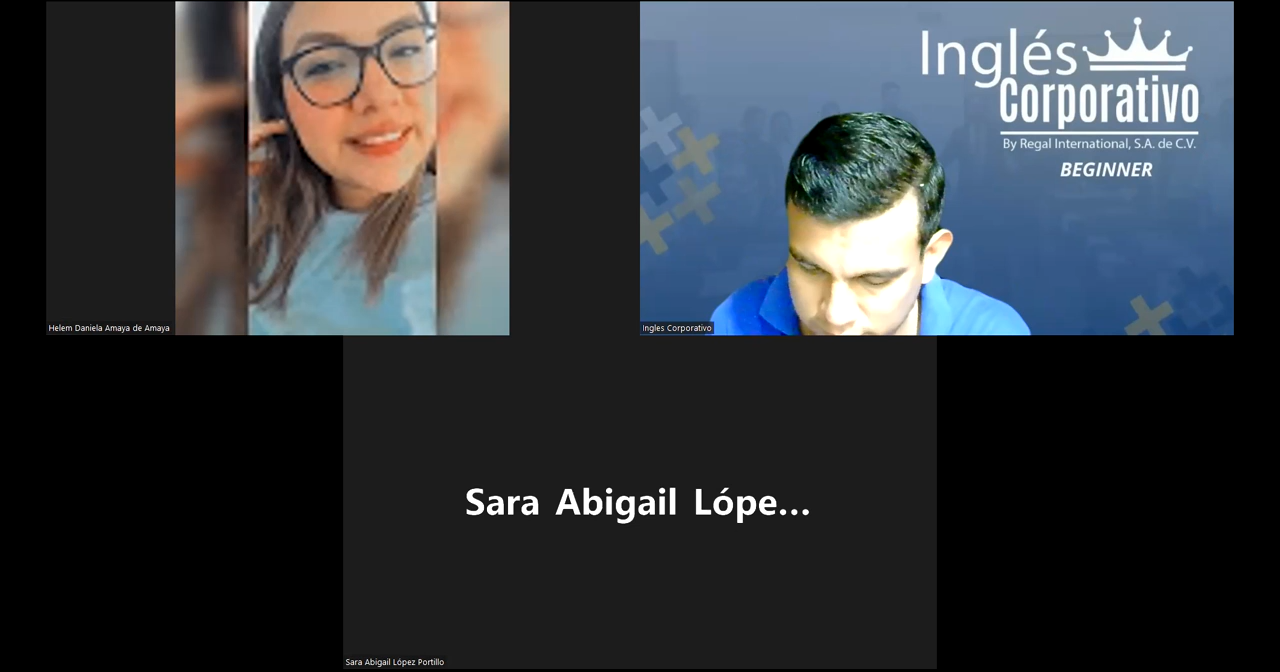 Inglés
Corporativo
By Regal International, S.A. de C.V.
BEGINNER
Helem Daniela Amaya de Amaya
Ingles Corporativo
Sara Abigail Lópe...
Sara Abigail López Portillo